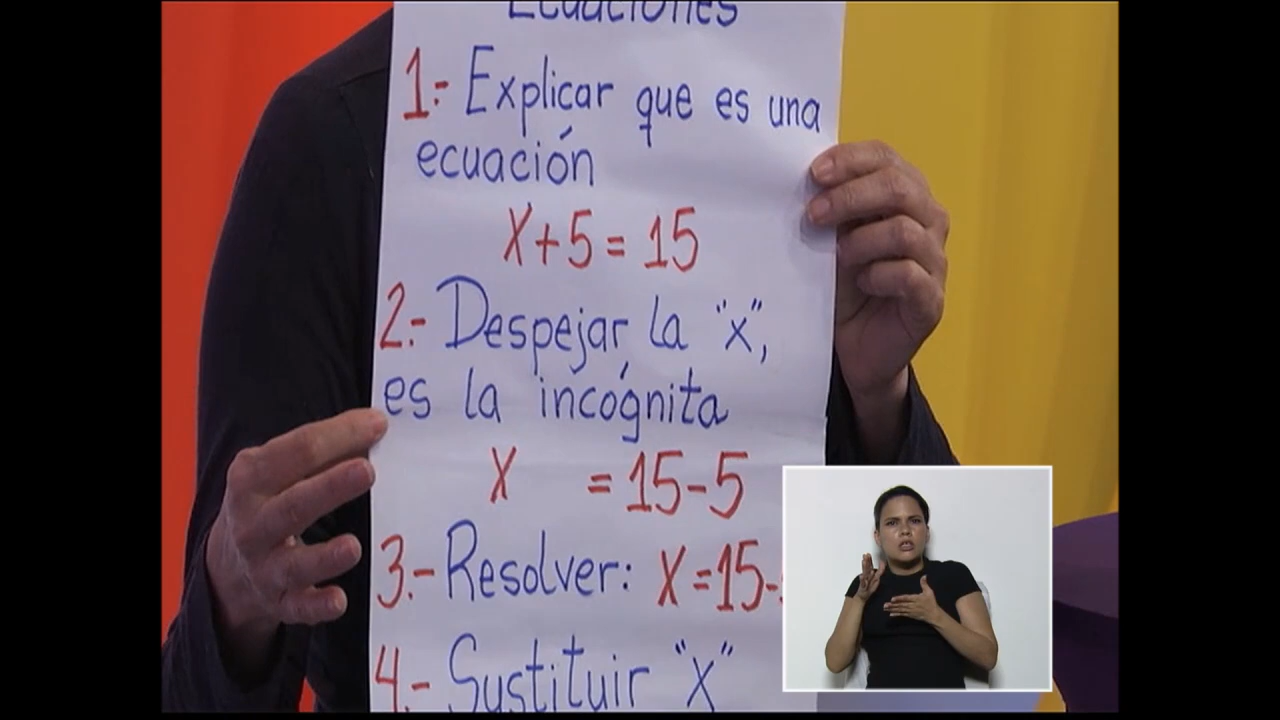 Ecuaciones
1.- Explicar que es una
ecuación
X+5=15
2.- Despejar la "x",
es la incógnita
X =15-5
3.- Resolver: X=15-
4.- Sustituir "X"